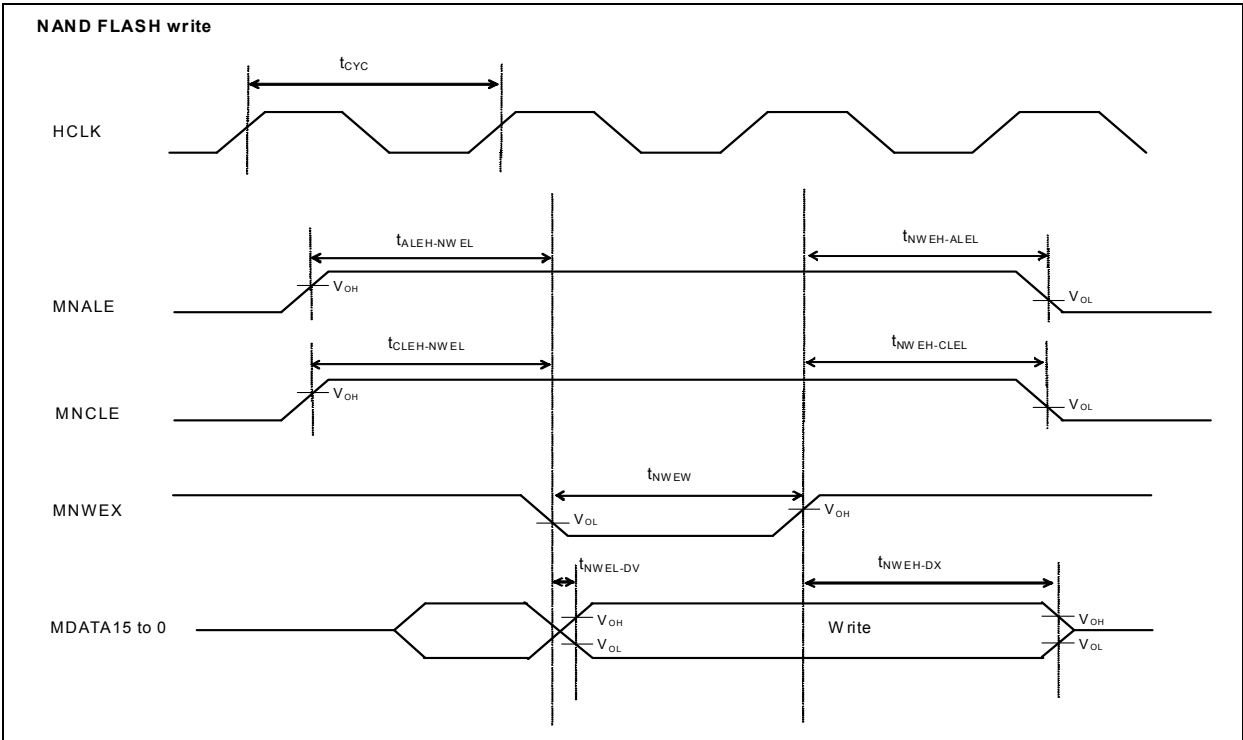 NAND FLASH write
tCYC
HCLK
tALEH-NWEL
tNWEH-ALEL
VOH
VOL
MNALE
tCLEH-NWEL
tNWEH-CLEL
VOH
VOL
MNCLE
tNWEW
MNWEX
VOL
VOH
tNWEL-DV
tNWEH-DX
VOH
VOH
MDATA15 to 0
Write
VOL
VOL